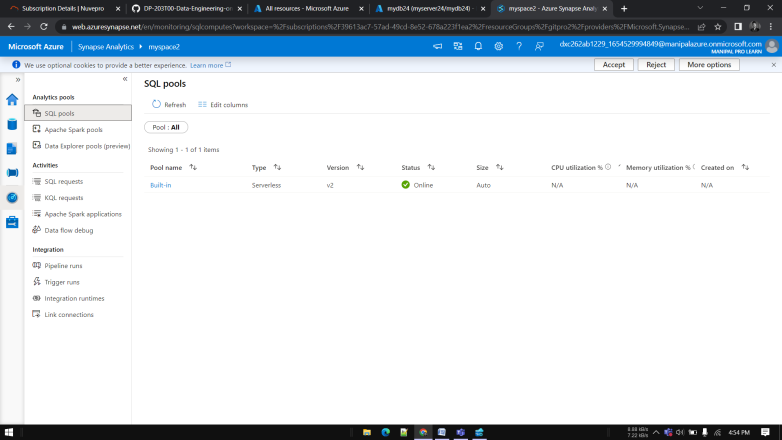 Subscription Details | Nuvepro
DP-203T00-Data-Engineering-on
All resources - Microsoft Azure
mydb24 (myserver24/mydb24) -
myspace2 - Azure Synapse Analy
web.azuresynapse.net/en/monitoring/sqlcomputes?workspace=%2Fsubscriptions%2F39613ac7-57ad-49cd-8e52-678a223f1ea2%2FresourceGroups%2Fgitpro2%2Fproviders%2FMicrosoft.Synapse...
Microsoft Azure
Synapse Analytics
myspace2
dxc262ab1229_1654529994849@manipalazure.onmicrosoft.com
MANIPAL PRO LEARN
We use optional cookies to provide a better experience. Learn more
Accept
Reject
More options
Analytics pools
SQL pools
Apache Spark pools
Data Explorer pools (preview)
Activities
SQL requests
KQL requests
Apache Spark applications
Data flow debug
Integration
Pipeline runs
Trigger runs
Integration runtimes
Link connections
SQL pools
Refresh
Edit columns
Pool : All
Showing 1 - 1 of 1 items
Pool name Type Version Status Size CPU utilization % Memory utilization % Created on
Built-in Serverless v2 Online Auto N/A N/A N/A
7.22 kB/s
4:54 PM